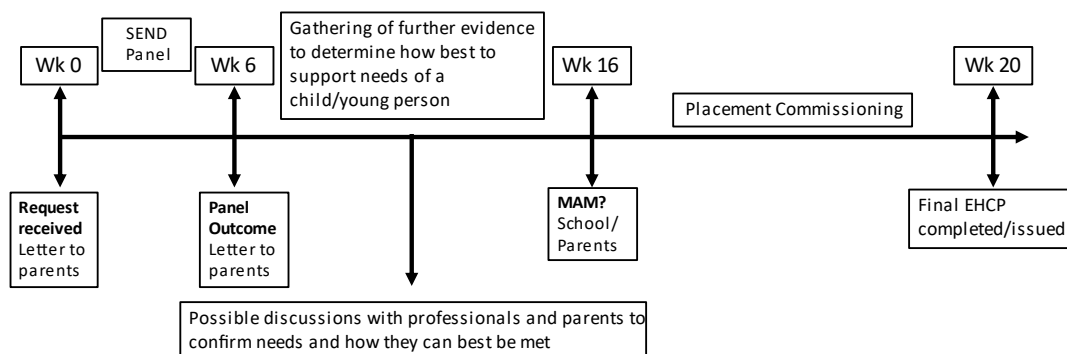 SEND
Panel
Gathering of further evidence
to determine how best to
support needs of a
child/young person
Wk 0
Wk 6
Wk 16
Wk 20
Placement Commissioning
Request
received
Letter to
parents
Panel
Outcome
Letter to
parents
MAM?
School/
Parents
Final EHCP
completed/issued
Possible discussions with professionals and parents to
confirm needs and how they can best be met